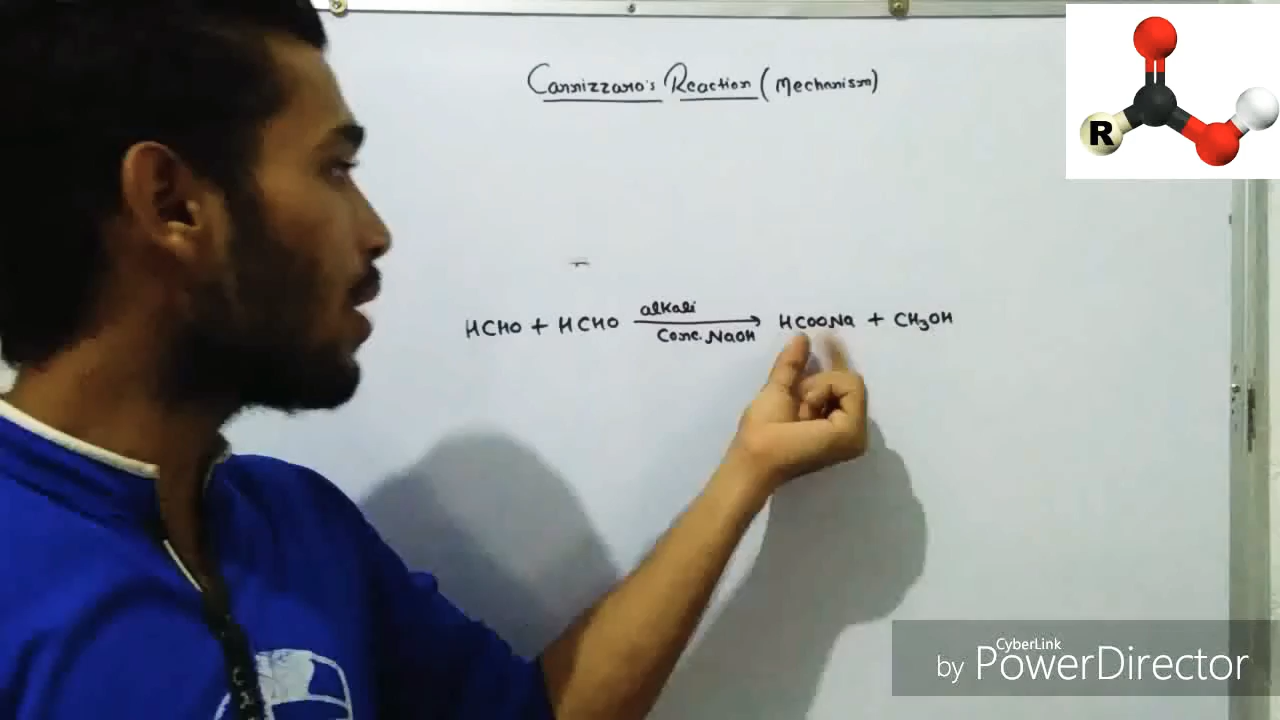 Cannizzaro's Reaction (Mechanism)
R
HCHO + HCHO alkali Conc. NaOH → HCOONa + CH₃OH
CyberLink
by PowerDirector